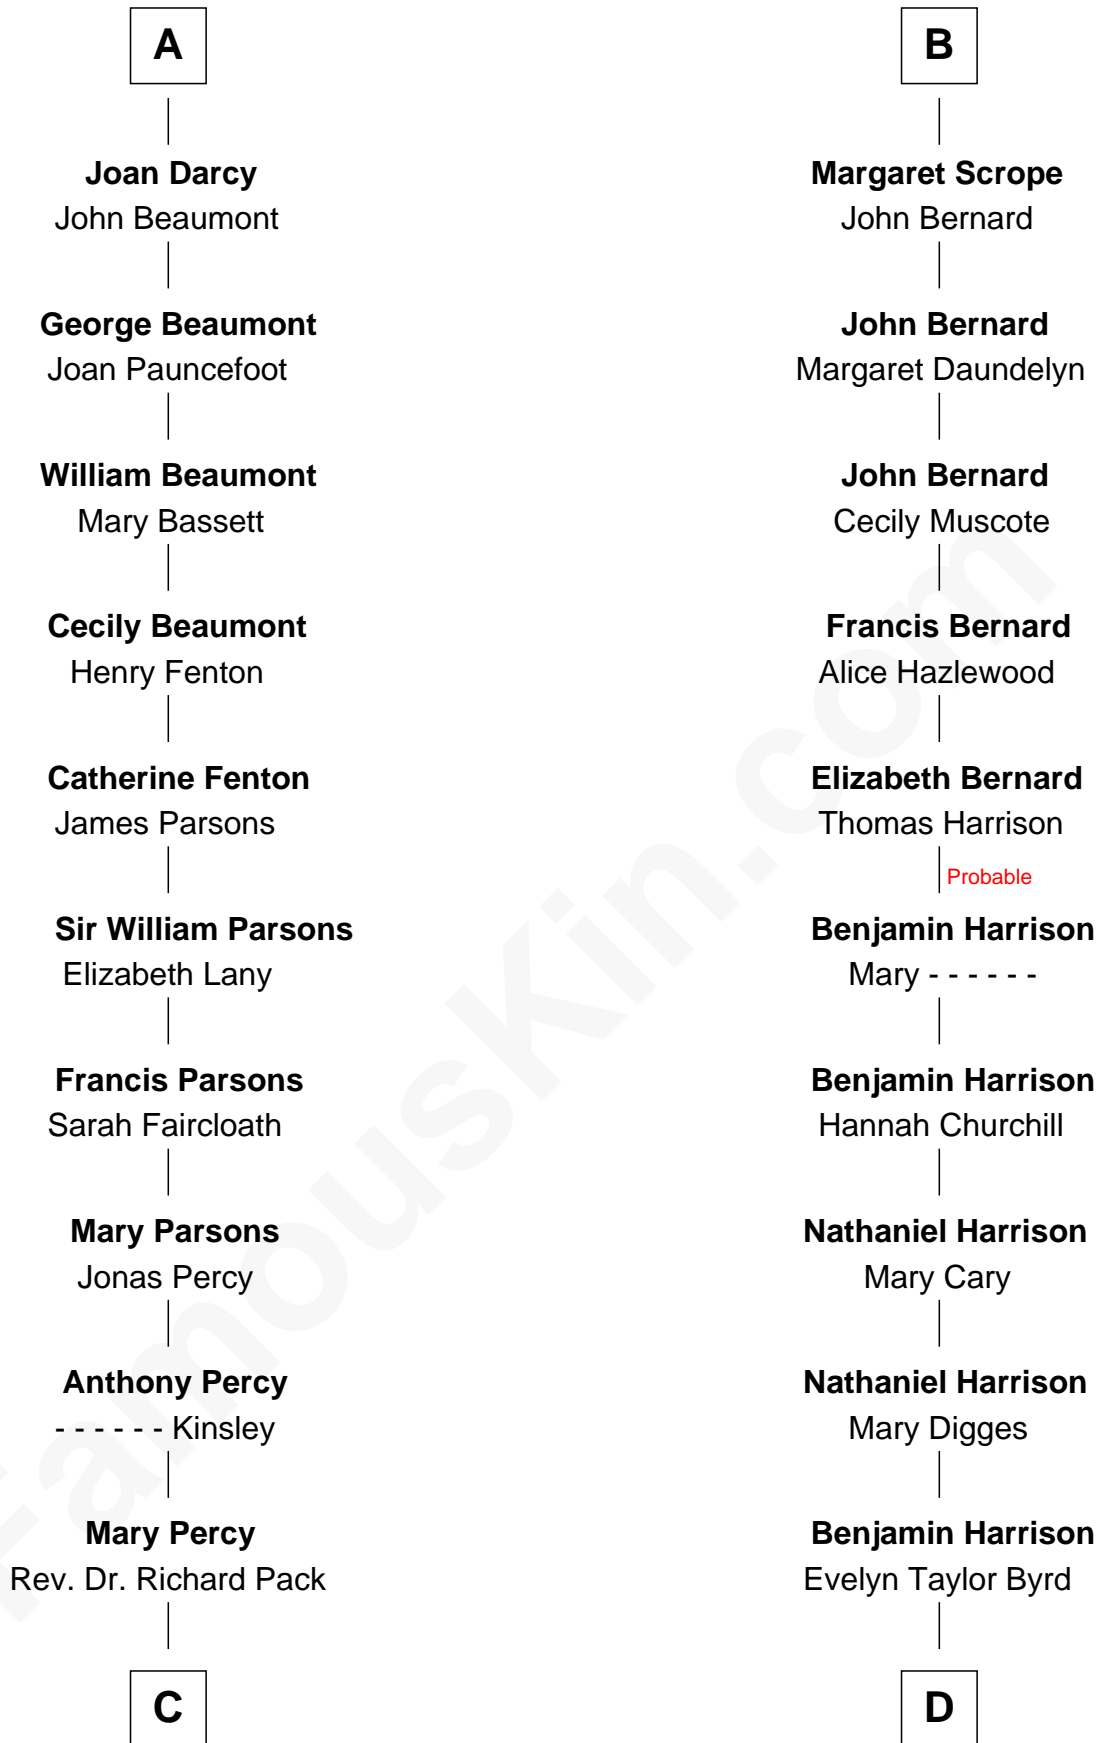 A
Joan Darcy
John Beaumont
George Beaumont
Joan Pauncefoot
William Beaumont
Mary Bassett
Cecily Beaumont
Henry Fenton
Catherine Fenton
James Parsons
Sir William Parsons
Elizabeth Lany
Francis Parsons
Sarah Faircloath
Mary Parsons
Jonas Percy
Anthony Percy
- - - - - - Kinsley
Mary Percy
Rev. Dr. Richard Pack
C
B
Margaret Scrope
John Bernard
John Bernard
Margaret Daundelyn
John Bernard
Cecily Muscote
Francis Bernard
Alice Hazlewood
Elizabeth Bernard
Thomas Harrison
Probable
Benjamin Harrison
Mary - - - - - -
Benjamin Harrison
Hannah Churchill
Nathaniel Harrison
Mary Cary
Nathaniel Harrison
Mary Digges
Benjamin Harrison
Evelyn Taylor Byrd
D
FamousKin.com